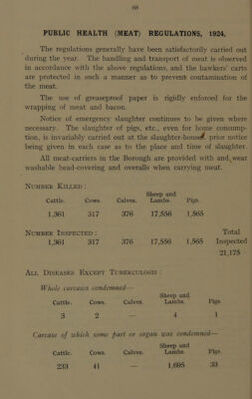 68
PUBLIC HEALTH (MEAT) REGULATIONS, 1924.
The regulations generally have been satisfactorily carried out
during the year. The handling and transport of meat is observed
in accordance with the above regulations, and the hawkers' carts
are protected in such a manner as to prevent contamination of
the meat.
The use of greaseproof paper is rigidly enforced for the
wrapping of meat and bacon.
Notice of emergency slaughter continues to be given where
necessary. The slaughter of pigs, etc., even for home consump-
tion, is invariably carried out at the slaughter-houses, prior notice
being given in each case as to the place and time of slaughter.
All meat-carriers in the Borough are provided with and wear
washable head-covering and overalls when carrying meat.
NUMBER KILLED :
Sheep and
Cattle. Cows. Calves. Lambs. Pigs.
1,361 317 376 17,556 1,565
NUMBER INSPECTED : Total
1,361 317 376 17,556 1,565 Inspected
21,175
ALL DISEASES EXCEPT TUBERCULOSIS :
Whole carcases condemned—
Sheep and
Cattle. Cows. Calves. Lambs. Pigs.
3 2 — 4 1
Carcase of which some part or organ was condemned—
Sheep and
Cattle. Cows. Calves. Lambs. Pigs.
233 41 — 1,695 33